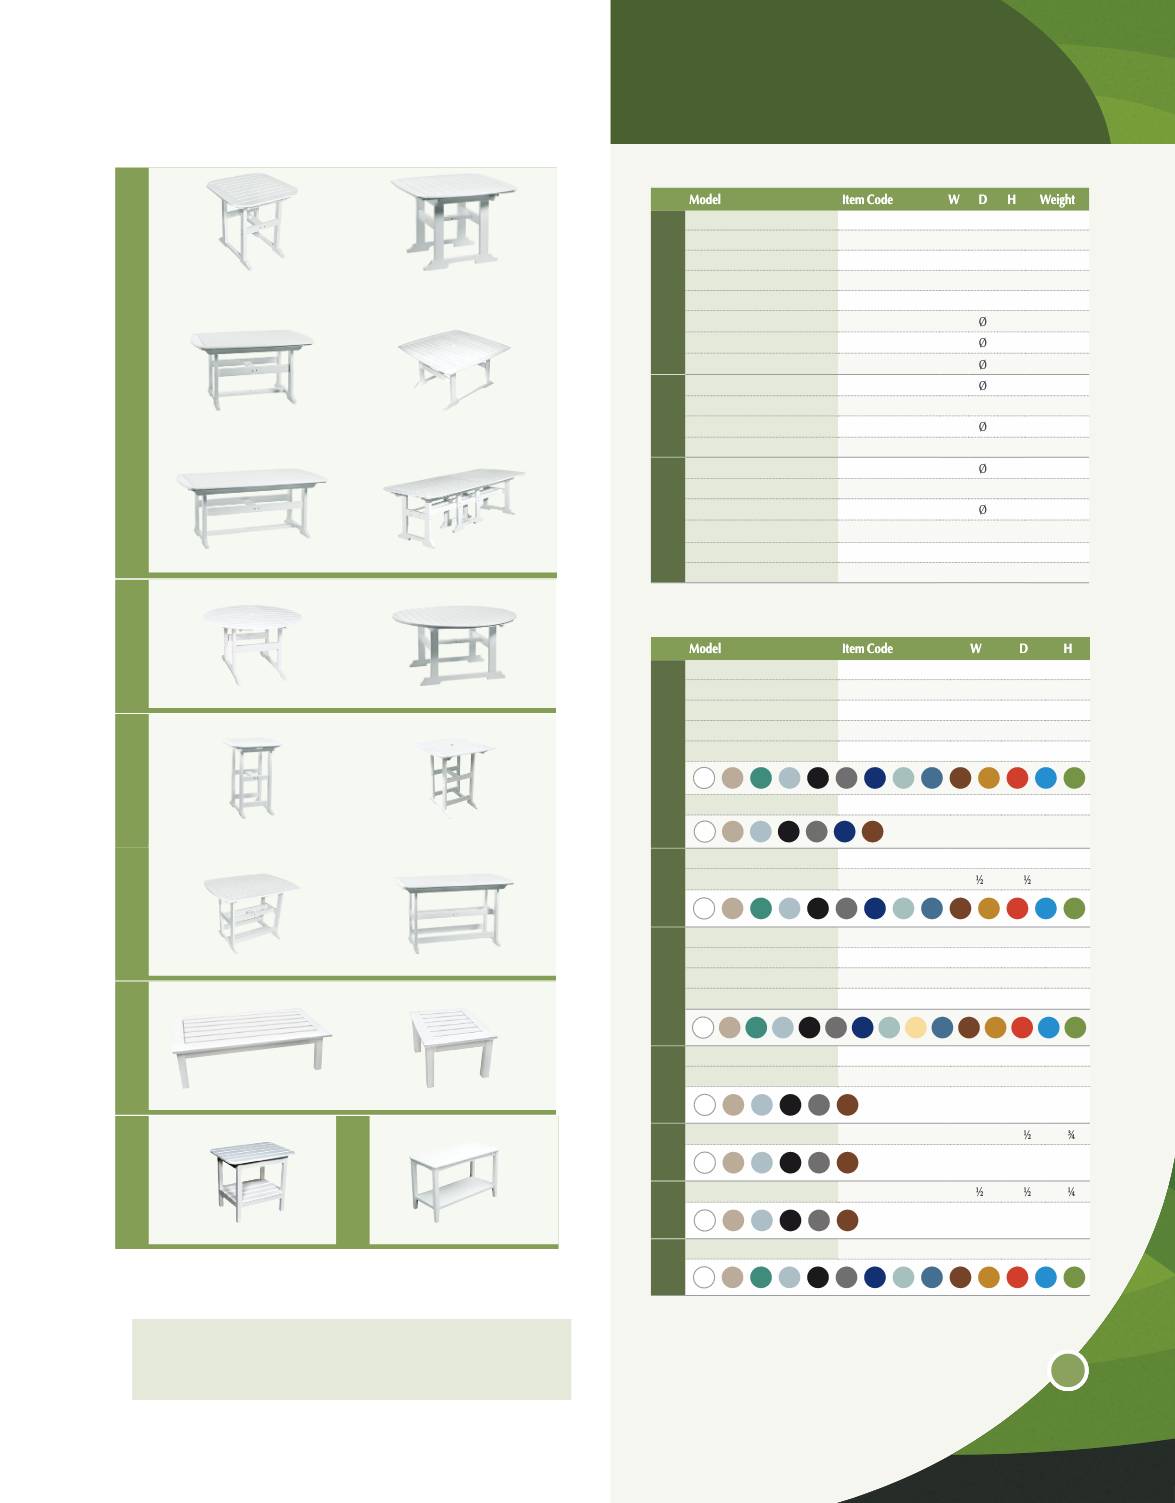 Model Item Code W D H Weight
Ø
Ø
Ø
Ø
Ø
Ø
Ø
Model Item Code W D H
½ ½
½ ¾
½ ½ ¼